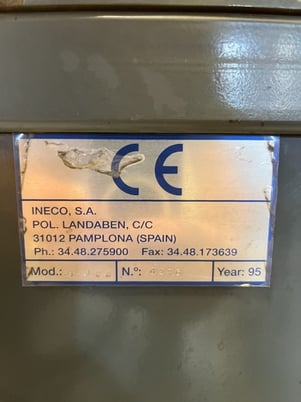 CE
INECO, S.A.
POL. LANDABEN, C/C
31012 PAMPLONA (SPAIN)
Ph.: 34.48.275900 Fax: 34.48.173639
Mod.: N.º: Year: 95